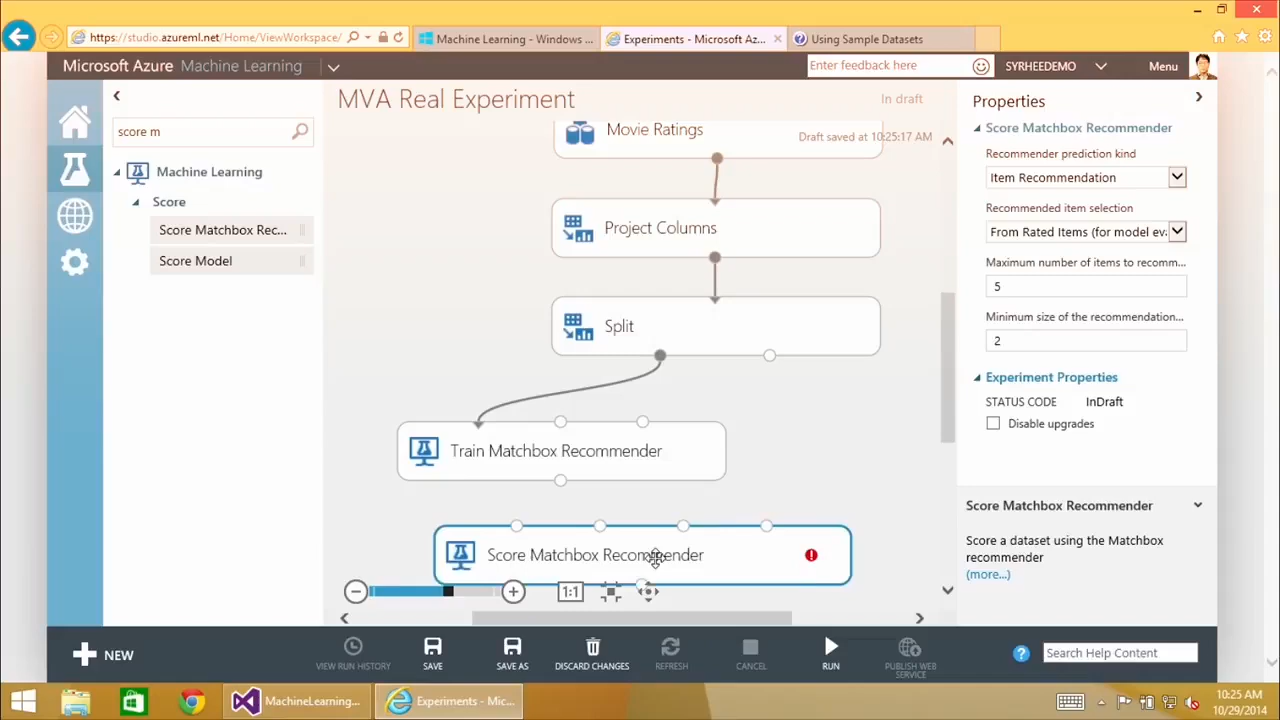 https://studio.azureml.net/Home/ViewWorkspace/
Machine Learning - Windows ...
Experiments - Microsoft Az...
Using Sample Datasets
Microsoft Azure Machine Learning
Enter feedback here
SYRHEEDEMO
Menu
score m
Machine Learning
Score
Score Matchbox Rec...
Score Model
MVA Real Experiment
In draft
Draft saved at 10:25:17 AM
Movie Ratings
Project Columns
Split
Train Matchbox Recommender
Score Matchbox Recommender
1:1
Properties
Score Matchbox Recommender
Recommender prediction kind
Item Recommendation
Recommended item selection
From Rated Items (for model eva
Maximum number of items to recomm...
5
Minimum size of the recommendation...
2
Experiment Properties
STATUS CODE InDraft
Disable upgrades
Score Matchbox Recommender
Score a dataset using the Matchbox
recommender
(more...)
NEW
VIEW RUN HISTORY
SAVE
SAVE AS
DISCARD CHANGES
REFRESH
CANCEL
RUN
PUBLISH WEB
SERVICE
Search Help Content
MachineLearning...
Experiments - Mic...
10:25 AM
10/29/2014